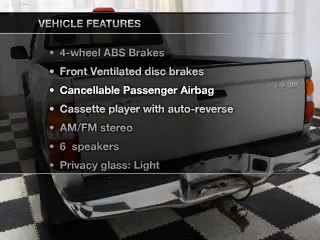 VEHICLE FEATURES
• 4-wheel ABS Brakes
• Front Ventilated disc brakes
• Cancellable Passenger Airbag
• Cassette player with auto-reverse
• AM/FM stereo
• 6 speakers
• Privacy glass: Light